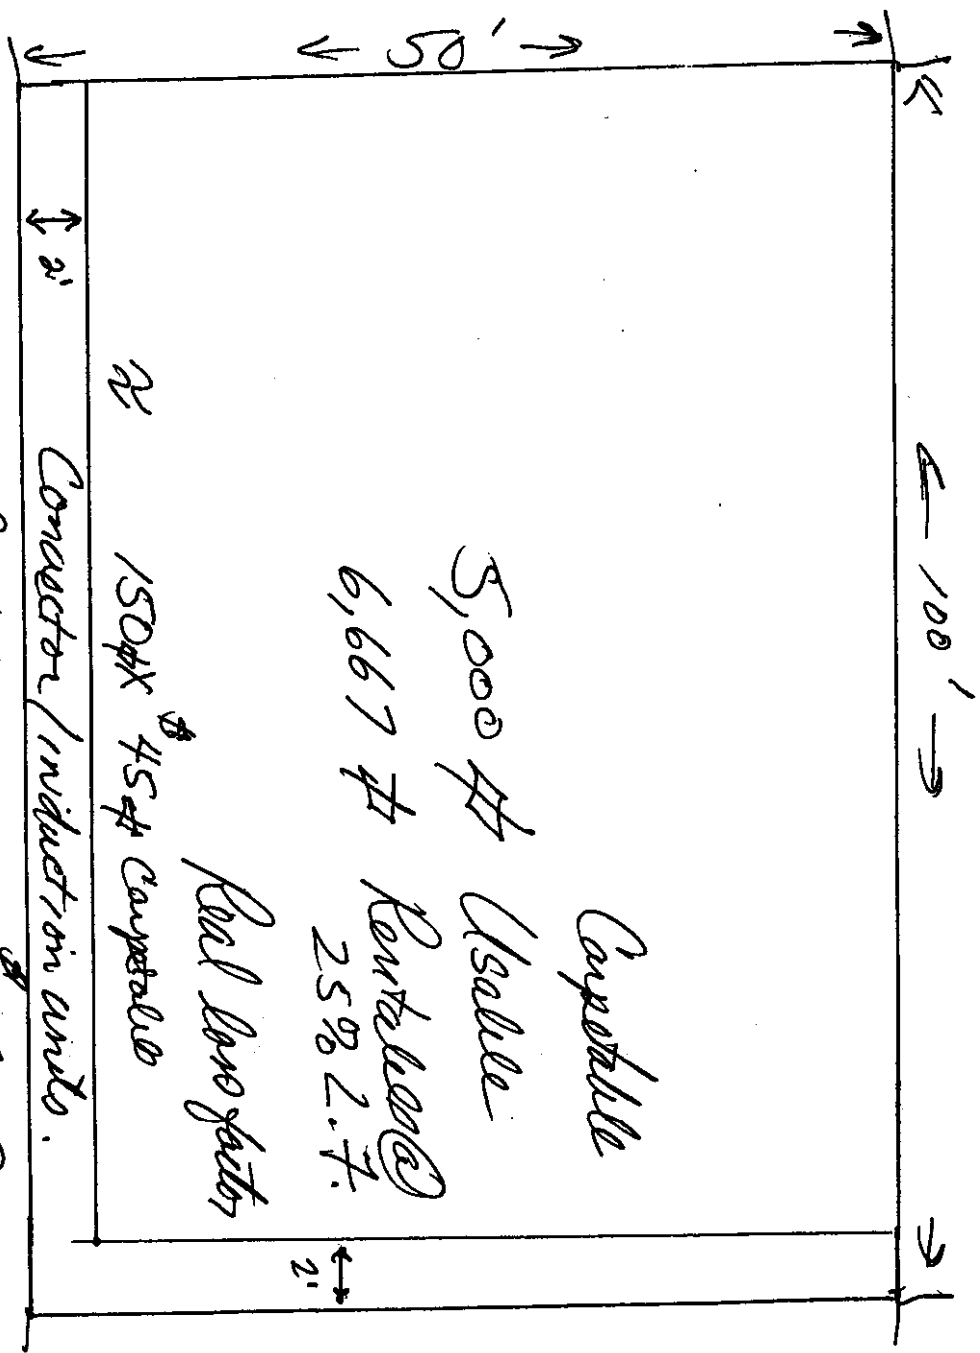 ← 100' →
← 50' →
Carpetable
5,000 # Usable
6,667 # Rentable @
25% L.F.
Real loss factor
≈ 150# X $45# Carpetable
2'
2'
Convector/induction units.